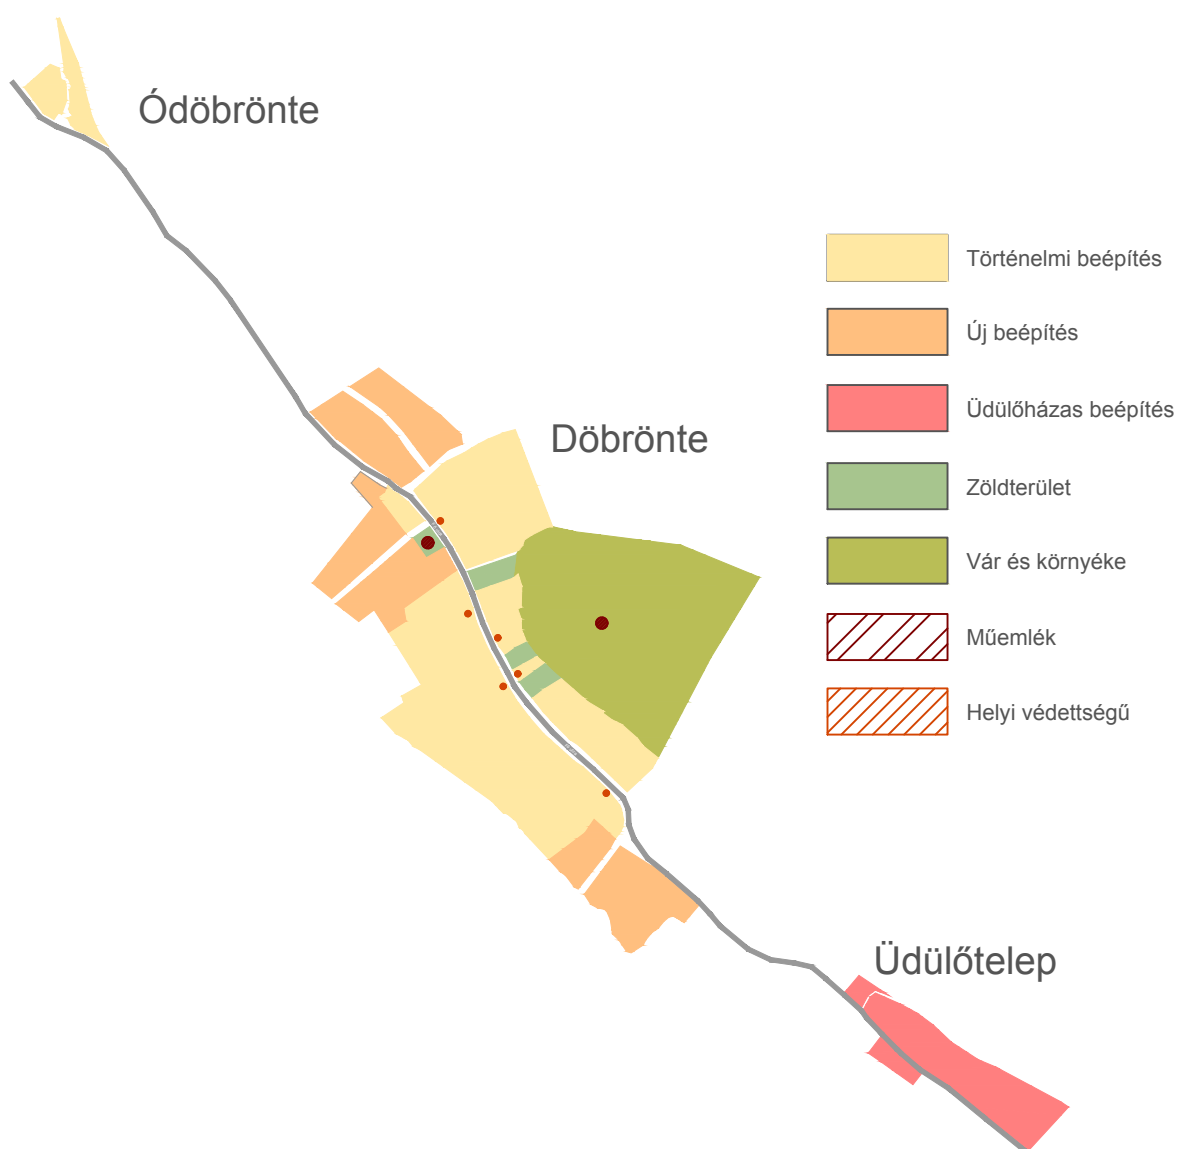 Ódöbrönte
Történelmi beépítés
Új beépítés
Üdülőházas beépítés
Döbrönte
Zöldterület
Vár és környéke
Műemlék
Helyi védettségű
Üdülőtelep